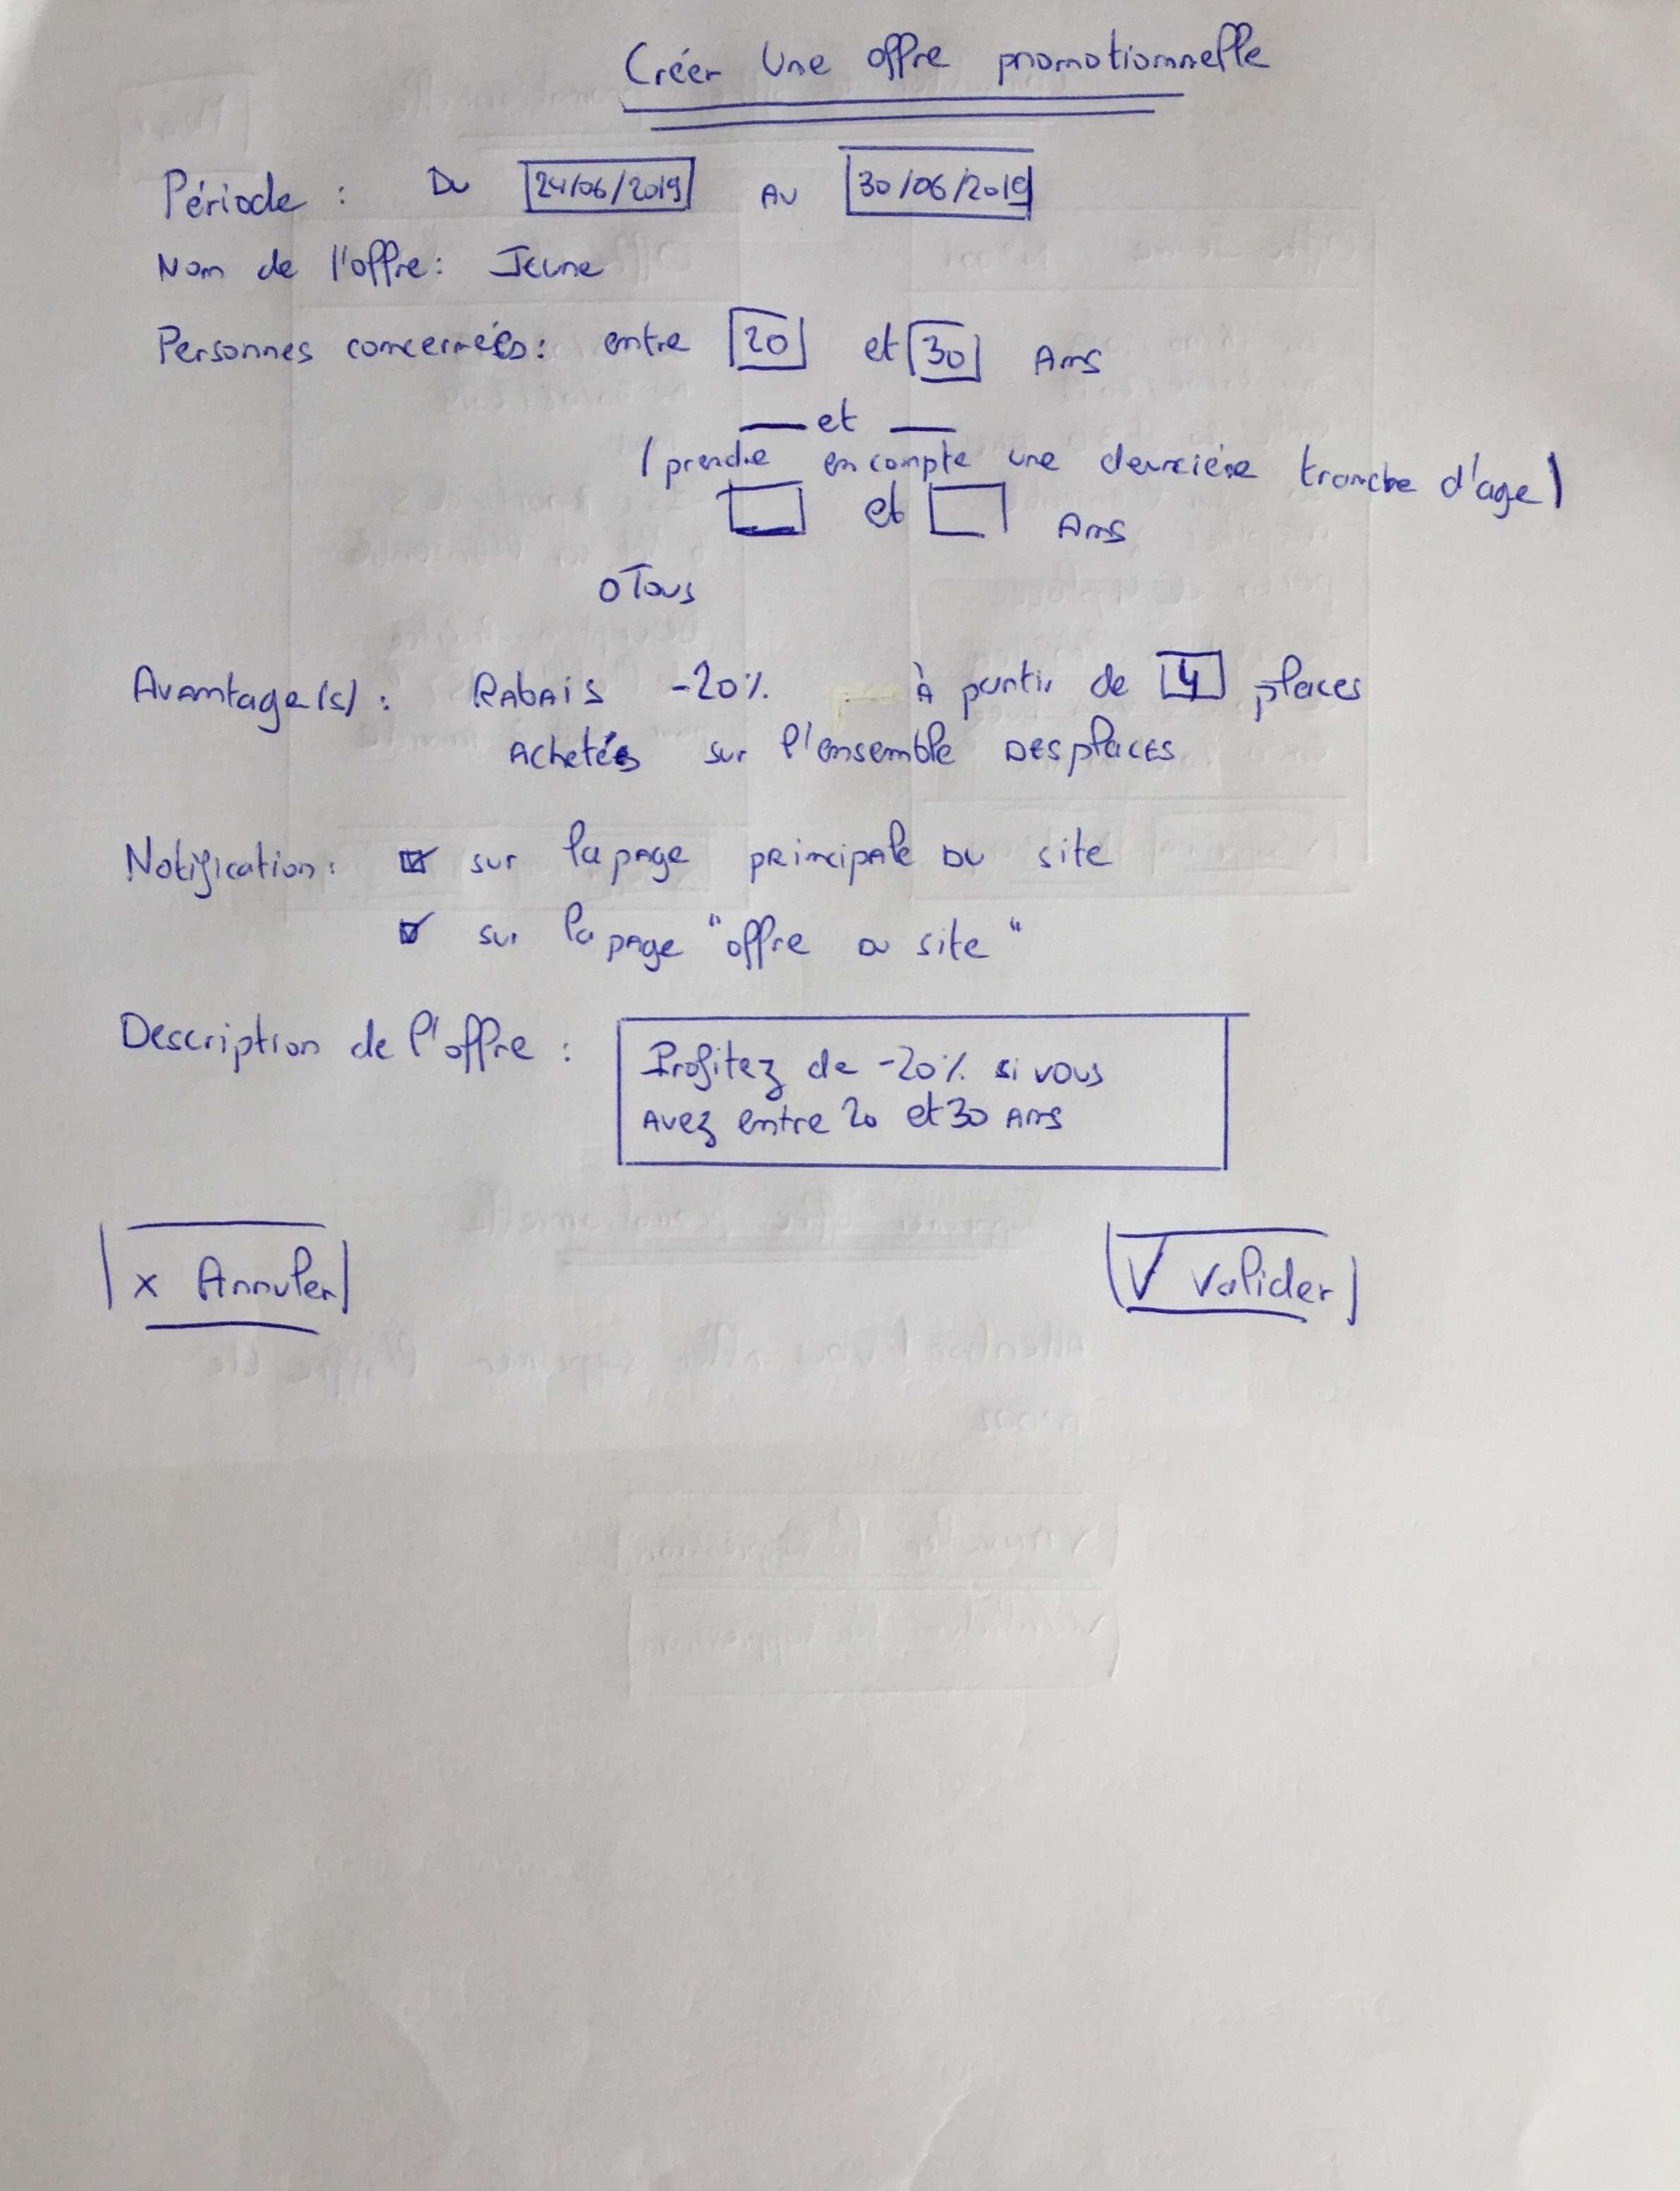 Créer Une offre promotionnelle
Période : Du 24/06/2019 AU 30/06/2019
Nom de l'offre : Jeune
Personnes concernées : entre 20 et 30 Ans
__ et __
(prendre en compte une deuxième tranche d'age)
et Ans
O Tous
Avantage(s) : RAbAiS -20% À partir de 4 places
Achetés sur l'ensemble DES places
Notification : ☑ sur la page principale DU site
☑ sur la page "offre du site"
Description de l'offre :
Profitez de -20% si vous
Avez entre 20 et 30 Ans
x Annuler
√ Valider